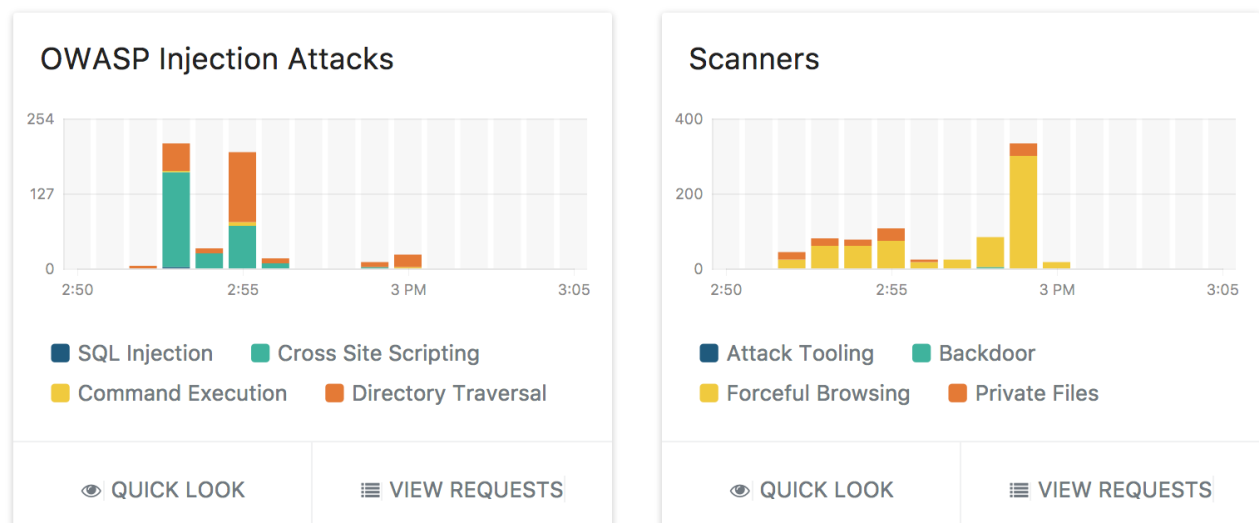 OWASP Injection Attacks
254
127
0
2:50 2:55 3 PM 3:05
SQL Injection Cross Site Scripting
Command Execution Directory Traversal
QUICK LOOK VIEW REQUESTS
Scanners
400
200
0
2:50 2:55 3 PM 3:05
Attack Tooling Backdoor
Forceful Browsing Private Files
QUICK LOOK VIEW REQUESTS